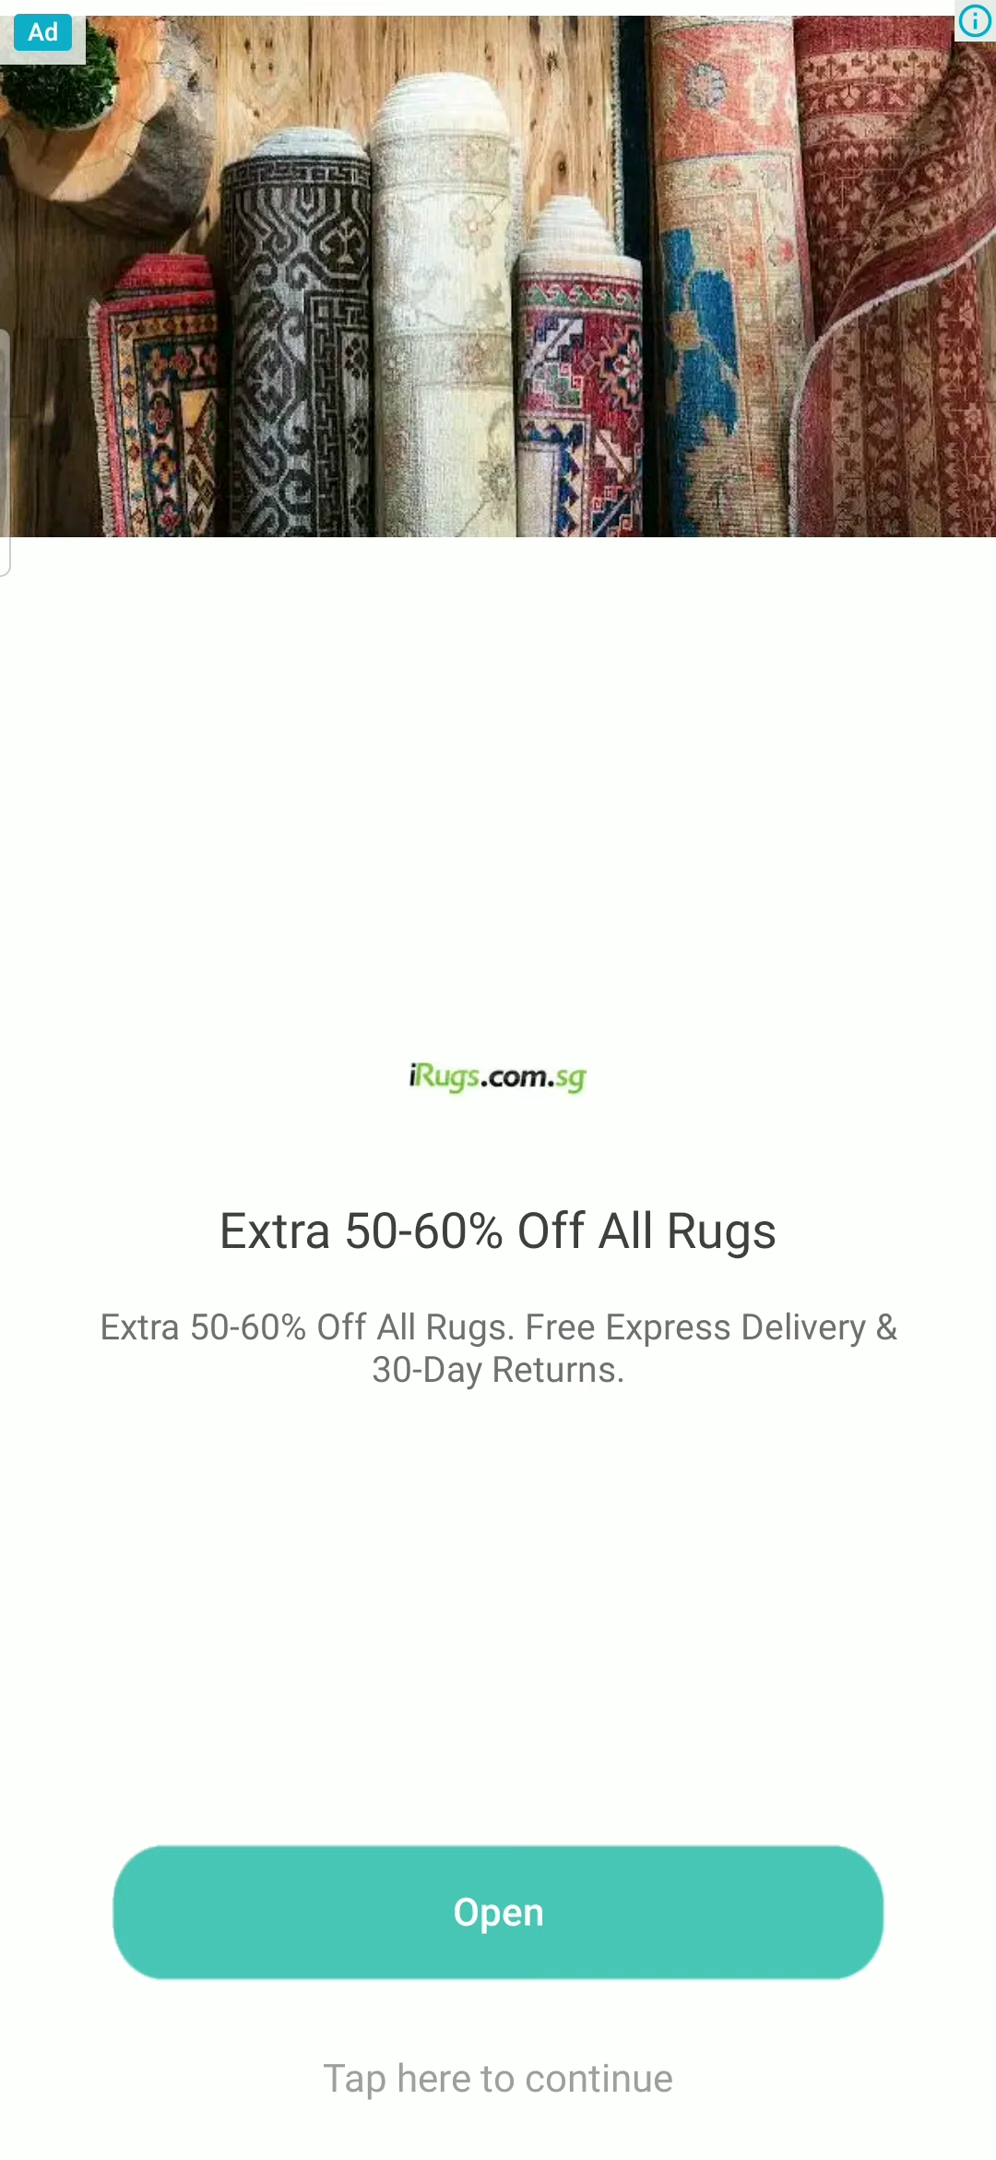 Ad
iRugs.com.sg
Extra 50-60% Off All Rugs
Extra 50-60% Off All Rugs. Free Express Delivery &
30-Day Returns.
Open
Tap here to continue